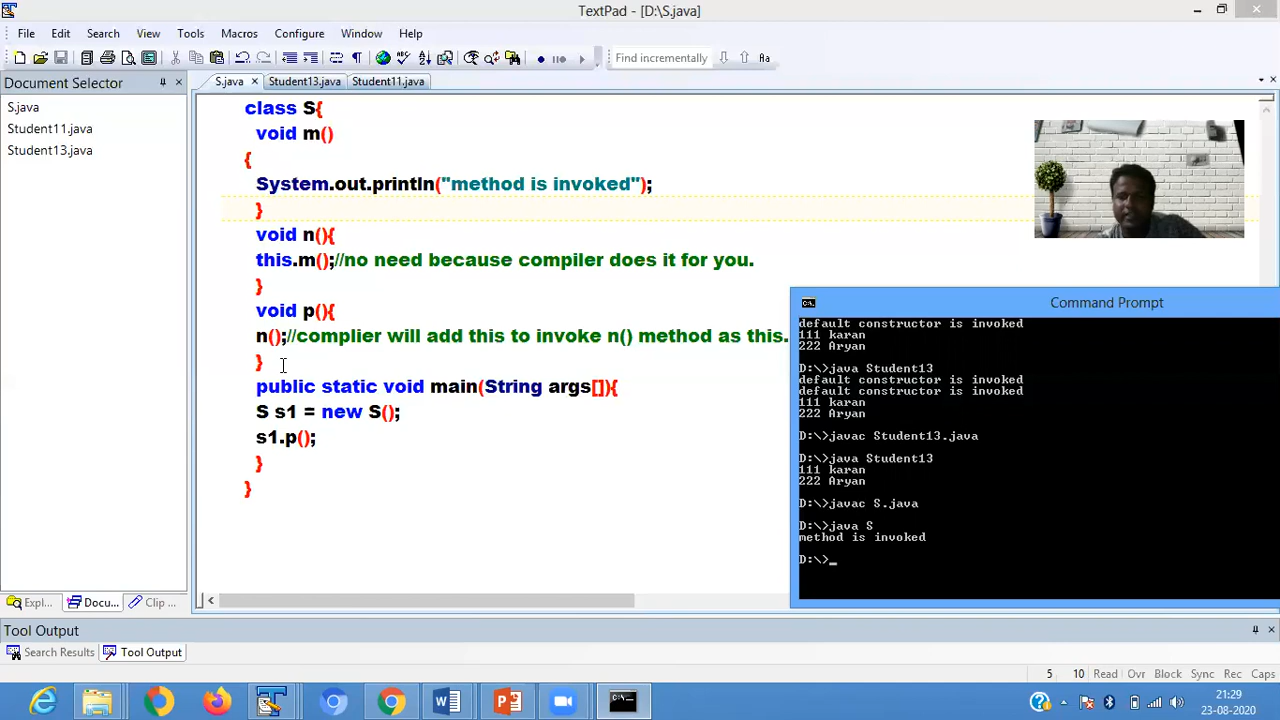 TextPad - [D:\S.java]
File Edit Search View Tools Macros Configure Window Help
Find incrementally
Document Selector
S.java
Student11.java
Student13.java
S.java Student13.java Student11.java
class S{
void m()
{
System.out.println("method is invoked");
}
void n(){
this.m();//no need because compiler does it for you.
}
void p(){
n();//complier will add this to invoke n() method as this.
}
public static void main(String args[]){
S s1 = new S();
s1.p();
}
}
Command Prompt
default constructor is invoked
111 karan
222 Aryan
D:\>java Student13
default constructor is invoked
default constructor is invoked
111 karan
222 Aryan
D:\>javac Student13.java
D:\>java Student13
111 karan
222 Aryan
D:\>javac S.java
D:\>java S
method is invoked
D:\>_
Expl... Docu... Clip ...
Tool Output
Search Results Tool Output
5 10 Read Ovr Block Sync Rec Caps
21:29
23-08-2020